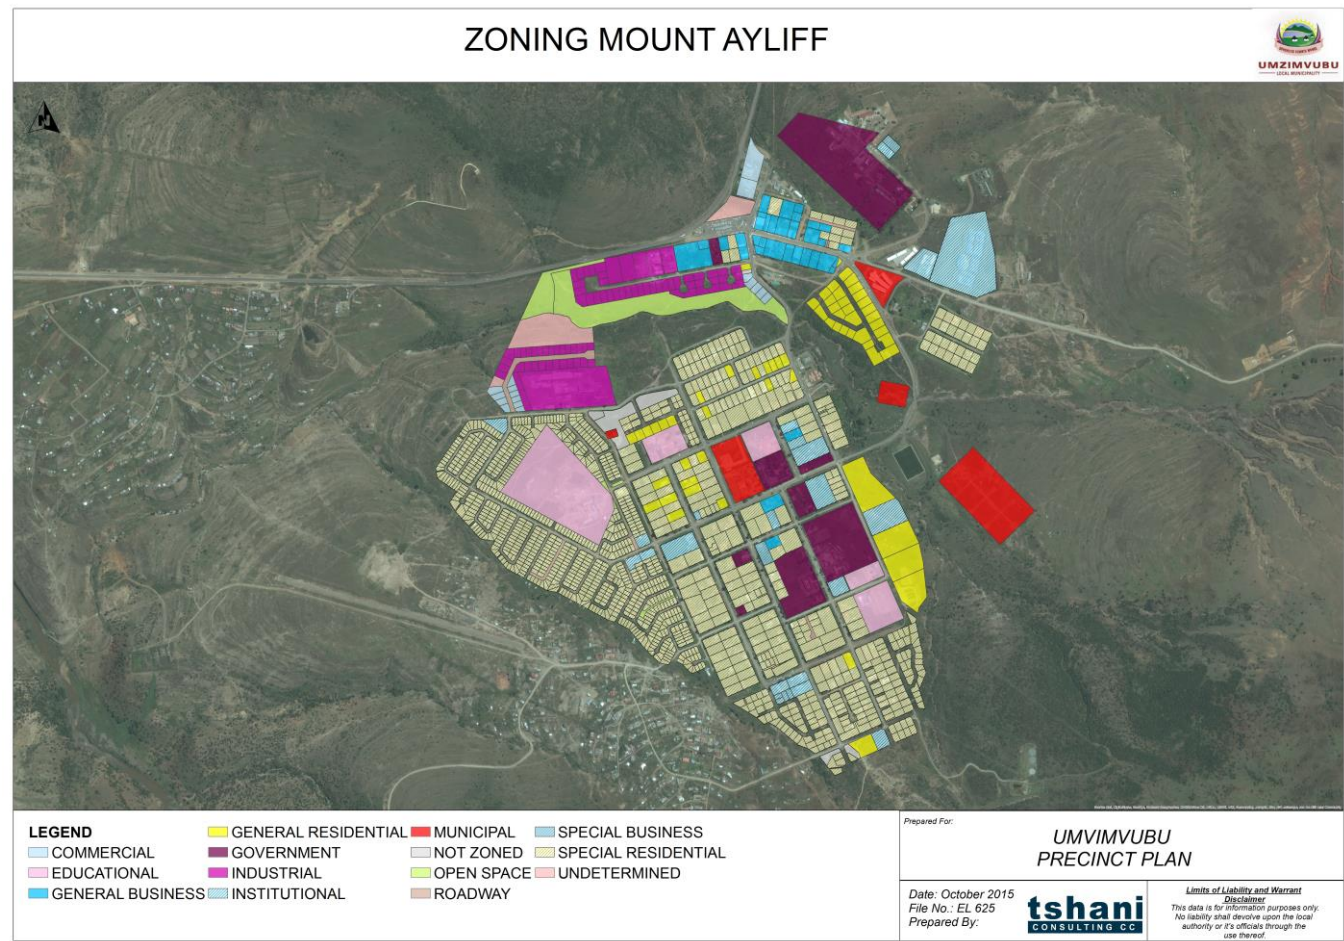 ZONING MOUNT AYLIFF
UMZIMVUBU
LOCAL MUNICIPALITY
N
LEGEND
COMMERCIAL
EDUCATIONAL
GENERAL BUSINESS
GENERAL RESIDENTIAL
GOVERNMENT
INDUSTRIAL
INSTITUTIONAL
MUNICIPAL
NOT ZONED
OPEN SPACE
ROADWAY
SPECIAL BUSINESS
SPECIAL RESIDENTIAL
UNDETERMINED
Prepared For:
UMVIMVUBU
PRECINCT PLAN
Date: October 2015
File No.: EL 625
Prepared By:
tshani
CONSULTING CC
Limits of Liability and Warrant
Disclaimer
This data is for information purposes only.
No liability shall devolve upon the local
authority or it's officials through the
use thereof.